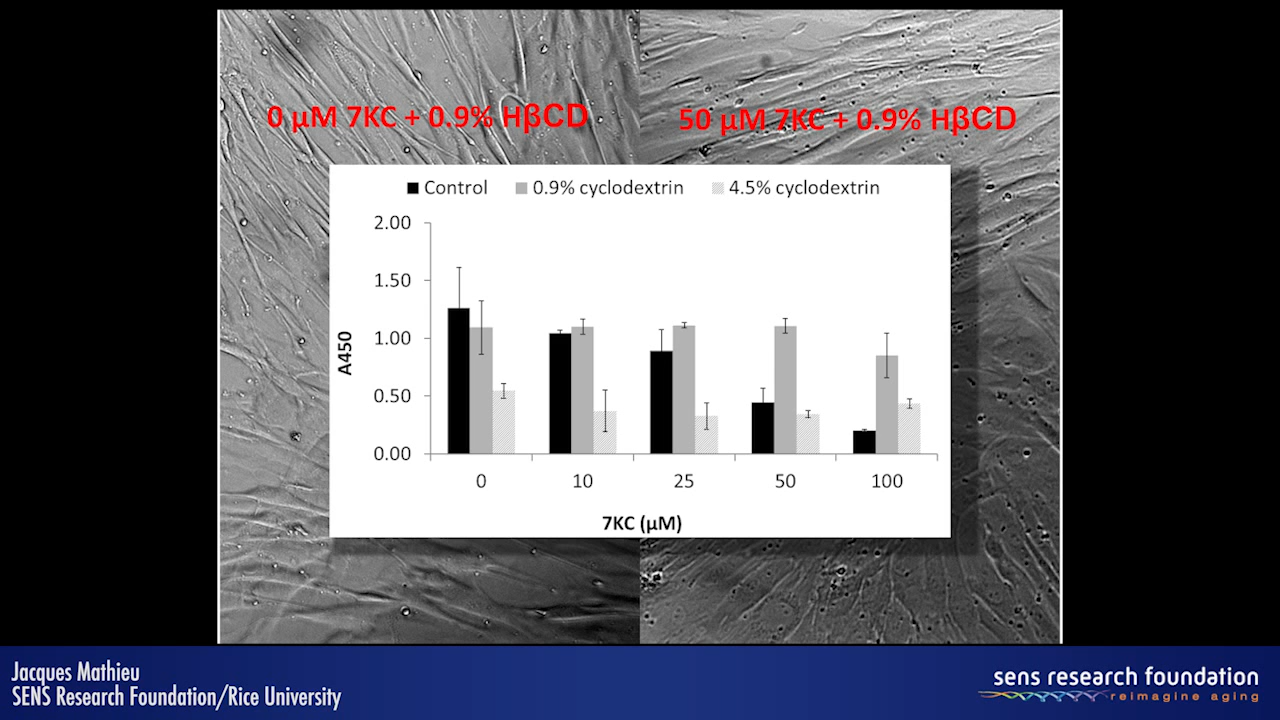 0 µM 7KC + 0.9% HβCD
50 µM 7KC + 0.9% HβCD
Control 0.9% cyclodextrin 4.5% cyclodextrin
2.00
1.50
1.00
0.50
0.00
A450
0 10 25 50 100
7KC (µM)
Jacques Mathieu
SENS Research Foundation/Rice University
sens research foundation
reimagine aging